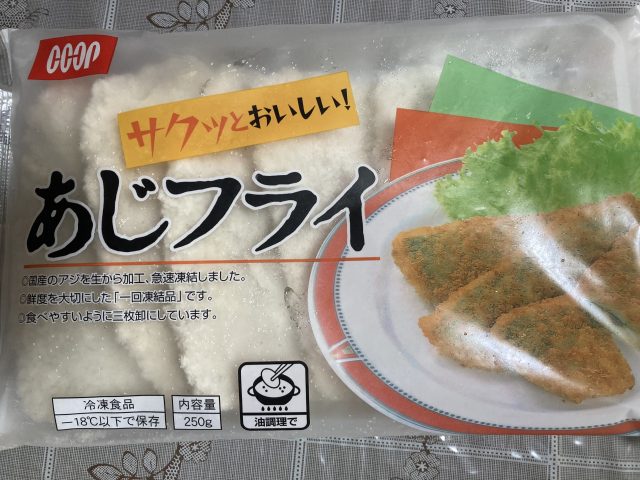 COOP
サクッとおいしい!
あじフライ
○国産のアジを生から加工、急速凍結しました。
○鮮度を大切にした「一回凍結品」です。
○食べやすいように三枚卸にしています。
冷凍食品
-18℃以下で保存
内容量
250g
油調理で